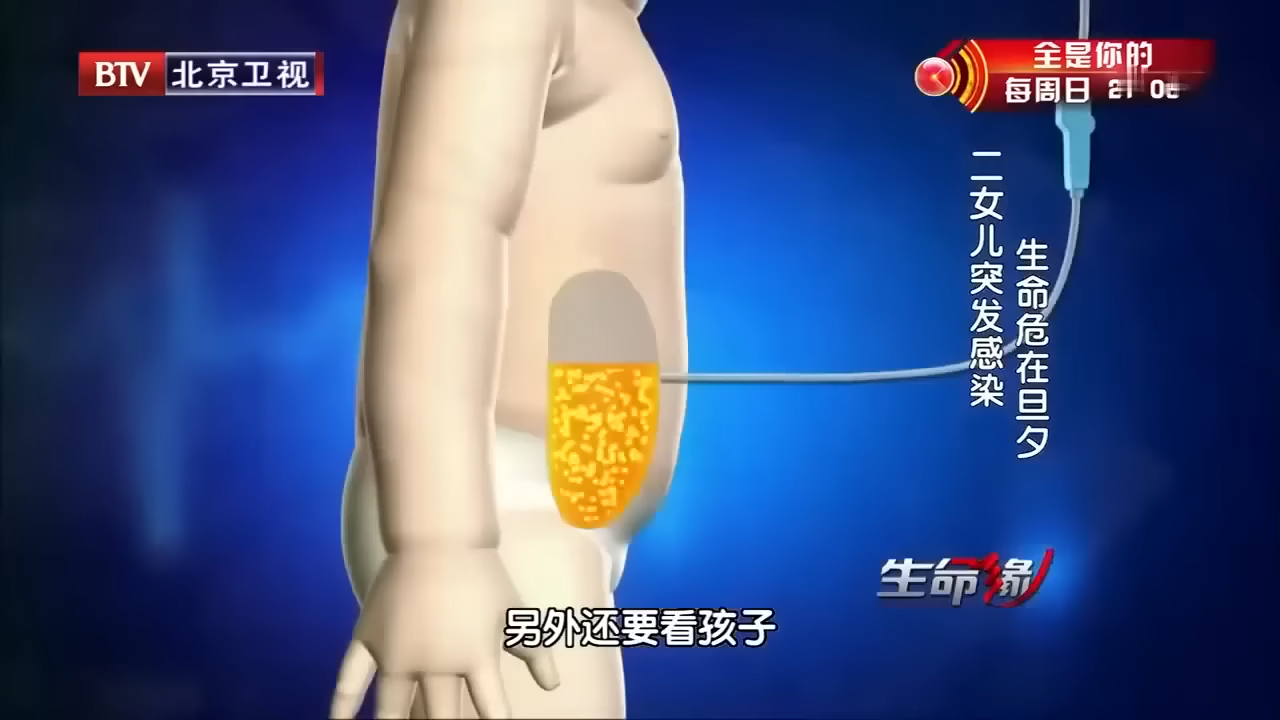 BTV 北京卫视
全是你的
每周日
二女儿突发感染
生命危在旦夕
生命缘
另外还要看孩子